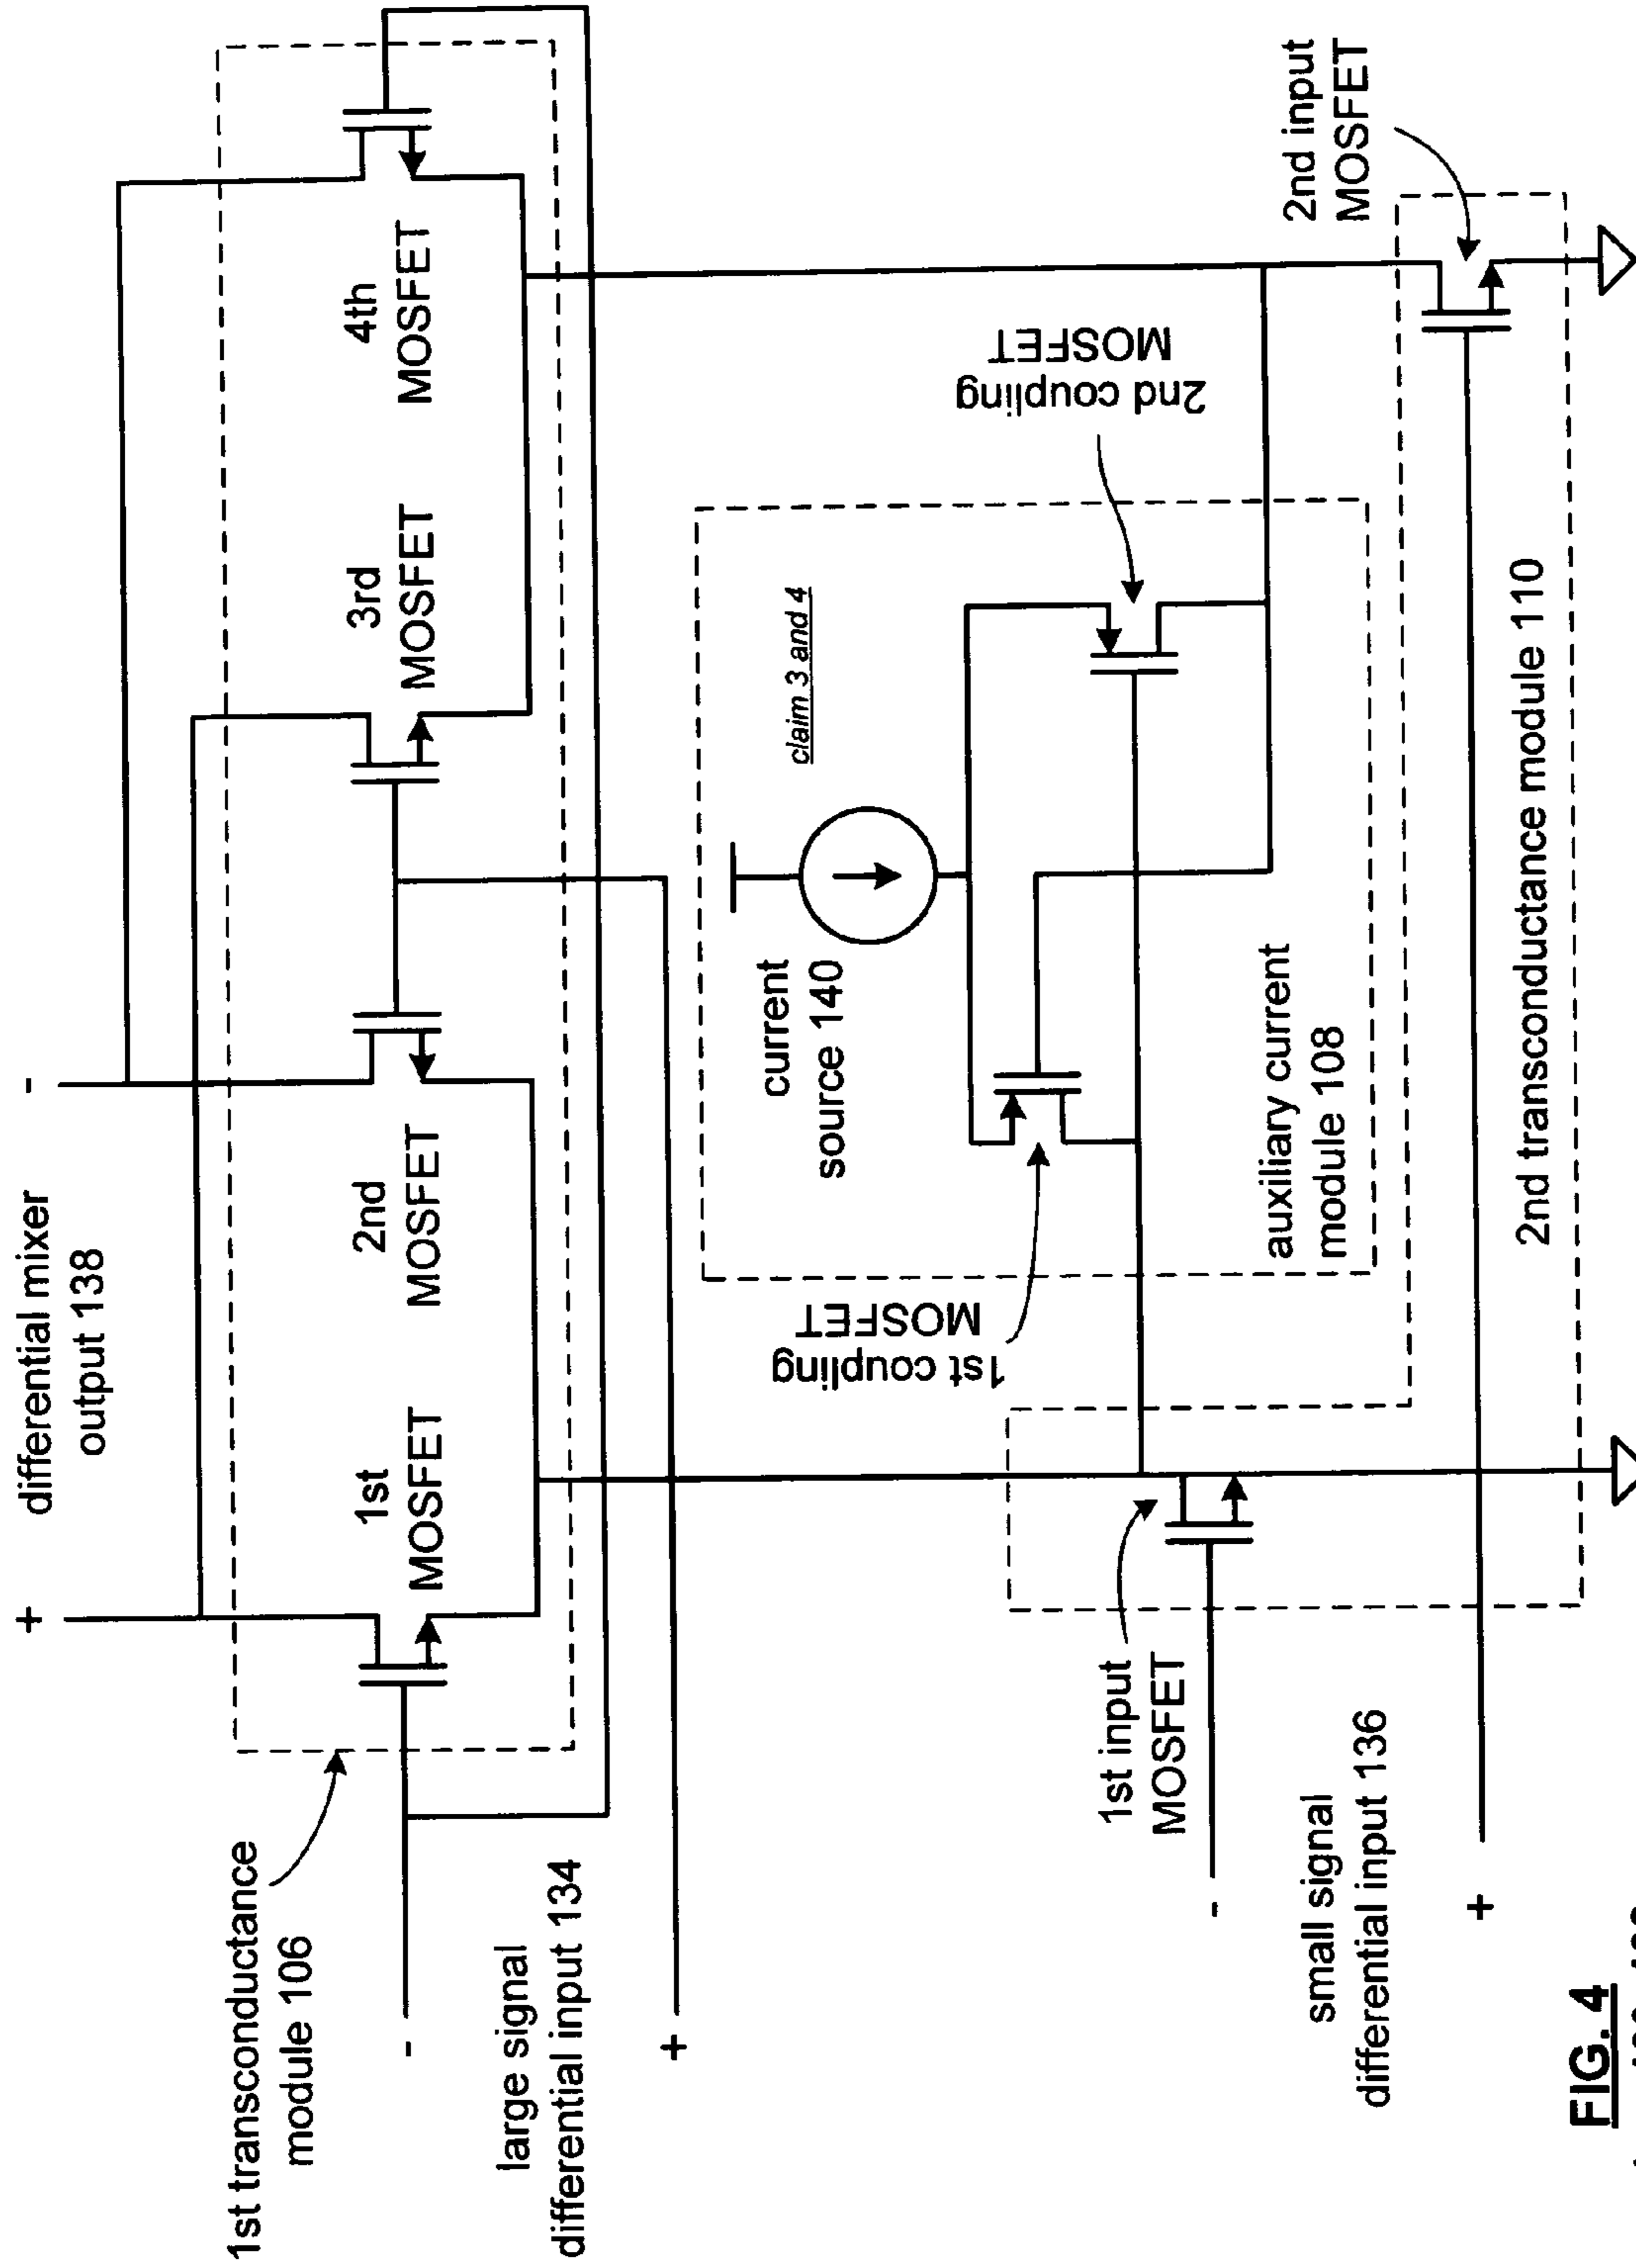 differential mixer
output 138
+
-
1st transconductance
module 106
1st
MOSFET
2nd
MOSFET
3rd
MOSFET
4th
MOSFET
-
large signal
differential input 134
+
current
source 140
claim 3 and 4
1st coupling
MOSFET
2nd coupling
MOSFET
auxiliary current
module 108
1st input
MOSFET
2nd input
MOSFET
-
small signal
differential input 136
+
2nd transconductance module 110
FIG. 4